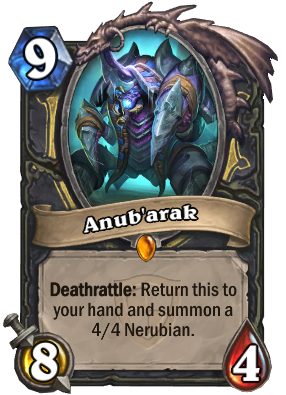 9
Anub'arak
Deathrattle: Return this to
your hand and summon a
4/4 Nerubian.
8
4